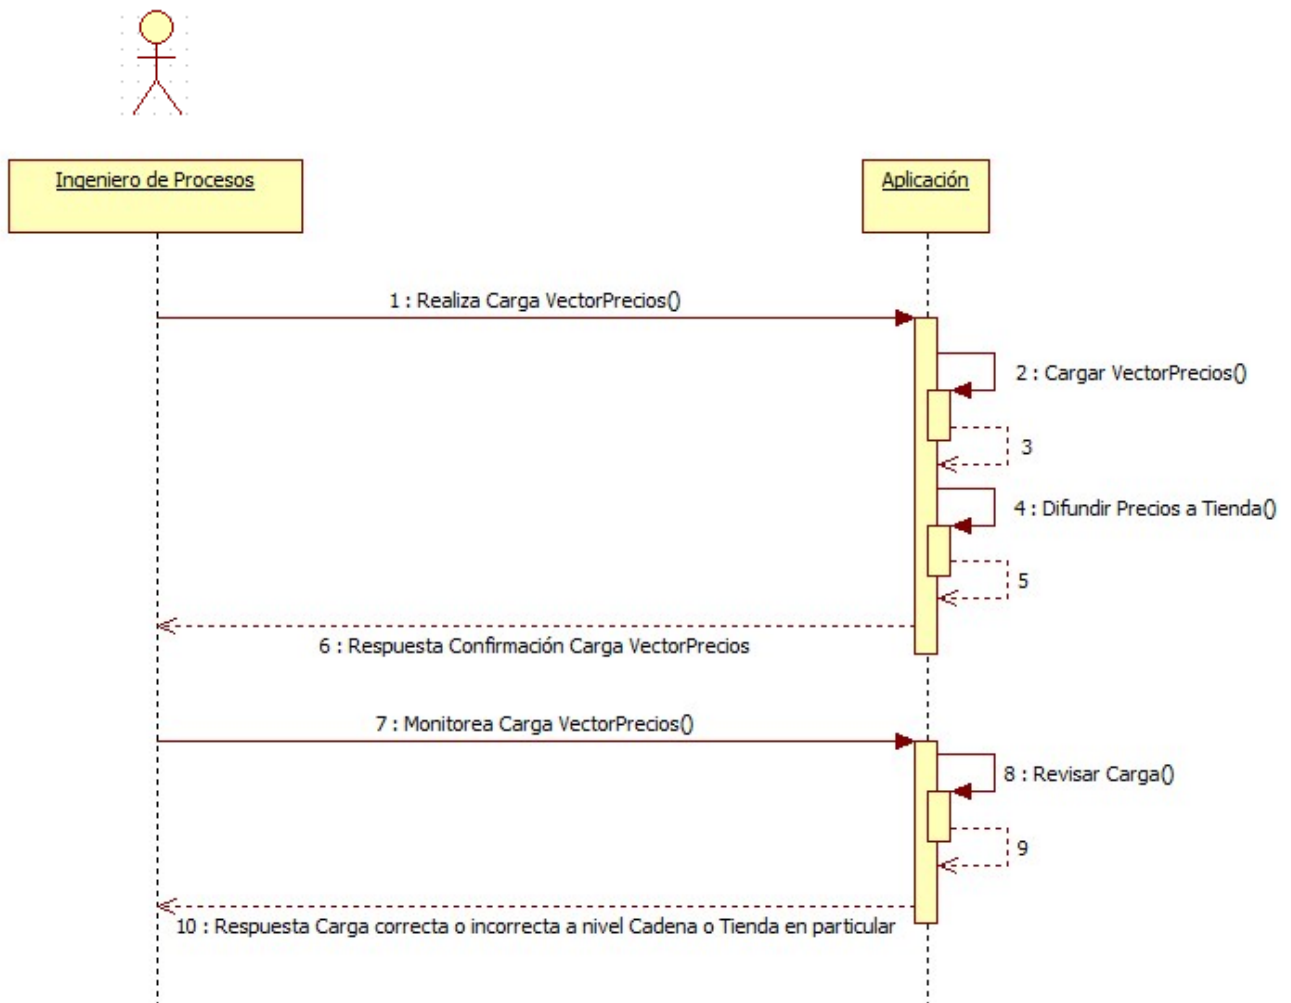 Ingeniero de Procesos
Aplicación
1 : Realiza Carga VectorPrecios()
2 : Cargar VectorPrecios()
3
4 : Difundir Precios a Tienda()
5
6 : Respuesta Confirmación Carga VectorPrecios
7 : Monitorea Carga VectorPrecios()
8 : Revisar Carga()
9
10 : Respuesta Carga correcta o incorrecta a nivel Cadena o Tienda en particular